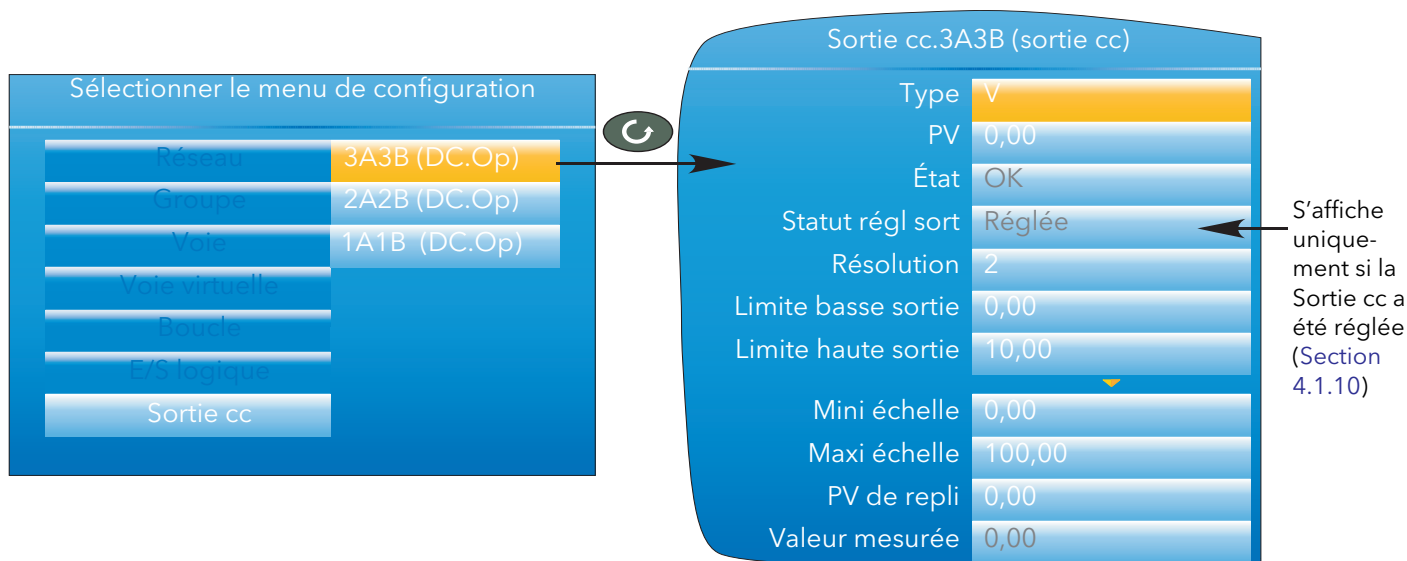 Sélectionner le menu de configuration
Réseau
3A3B (DC.Op)
Groupe
2A2B (DC.Op)
Voie
1A1B (DC.Op)
Voie virtuelle
Boucle
E/S logique
Sortie cc
Sortie cc.3A3B (sortie cc)
Type V
PV 0,00
État OK
Statut régl sort Réglée
Résolution 2
Limite basse sortie 0,00
Limite haute sortie 10,00
Mini échelle 0,00
Maxi échelle 100,00
PV de repli 0,00
Valeur mesurée 0,00
S’affiche
unique-
ment si la
Sortie cc a
été réglée
(Section
4.1.10)